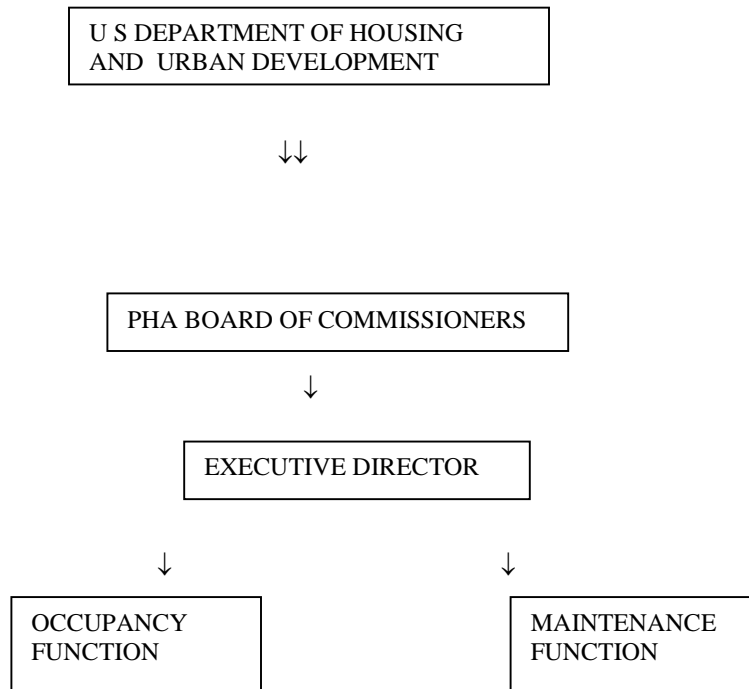 U S DEPARTMENT OF HOUSING
AND URBAN DEVELOPMENT
↓↓
PHA BOARD OF COMMISSIONERS
↓
EXECUTIVE DIRECTOR
↓ ↓
OCCUPANCY
FUNCTION
MAINTENANCE
FUNCTION